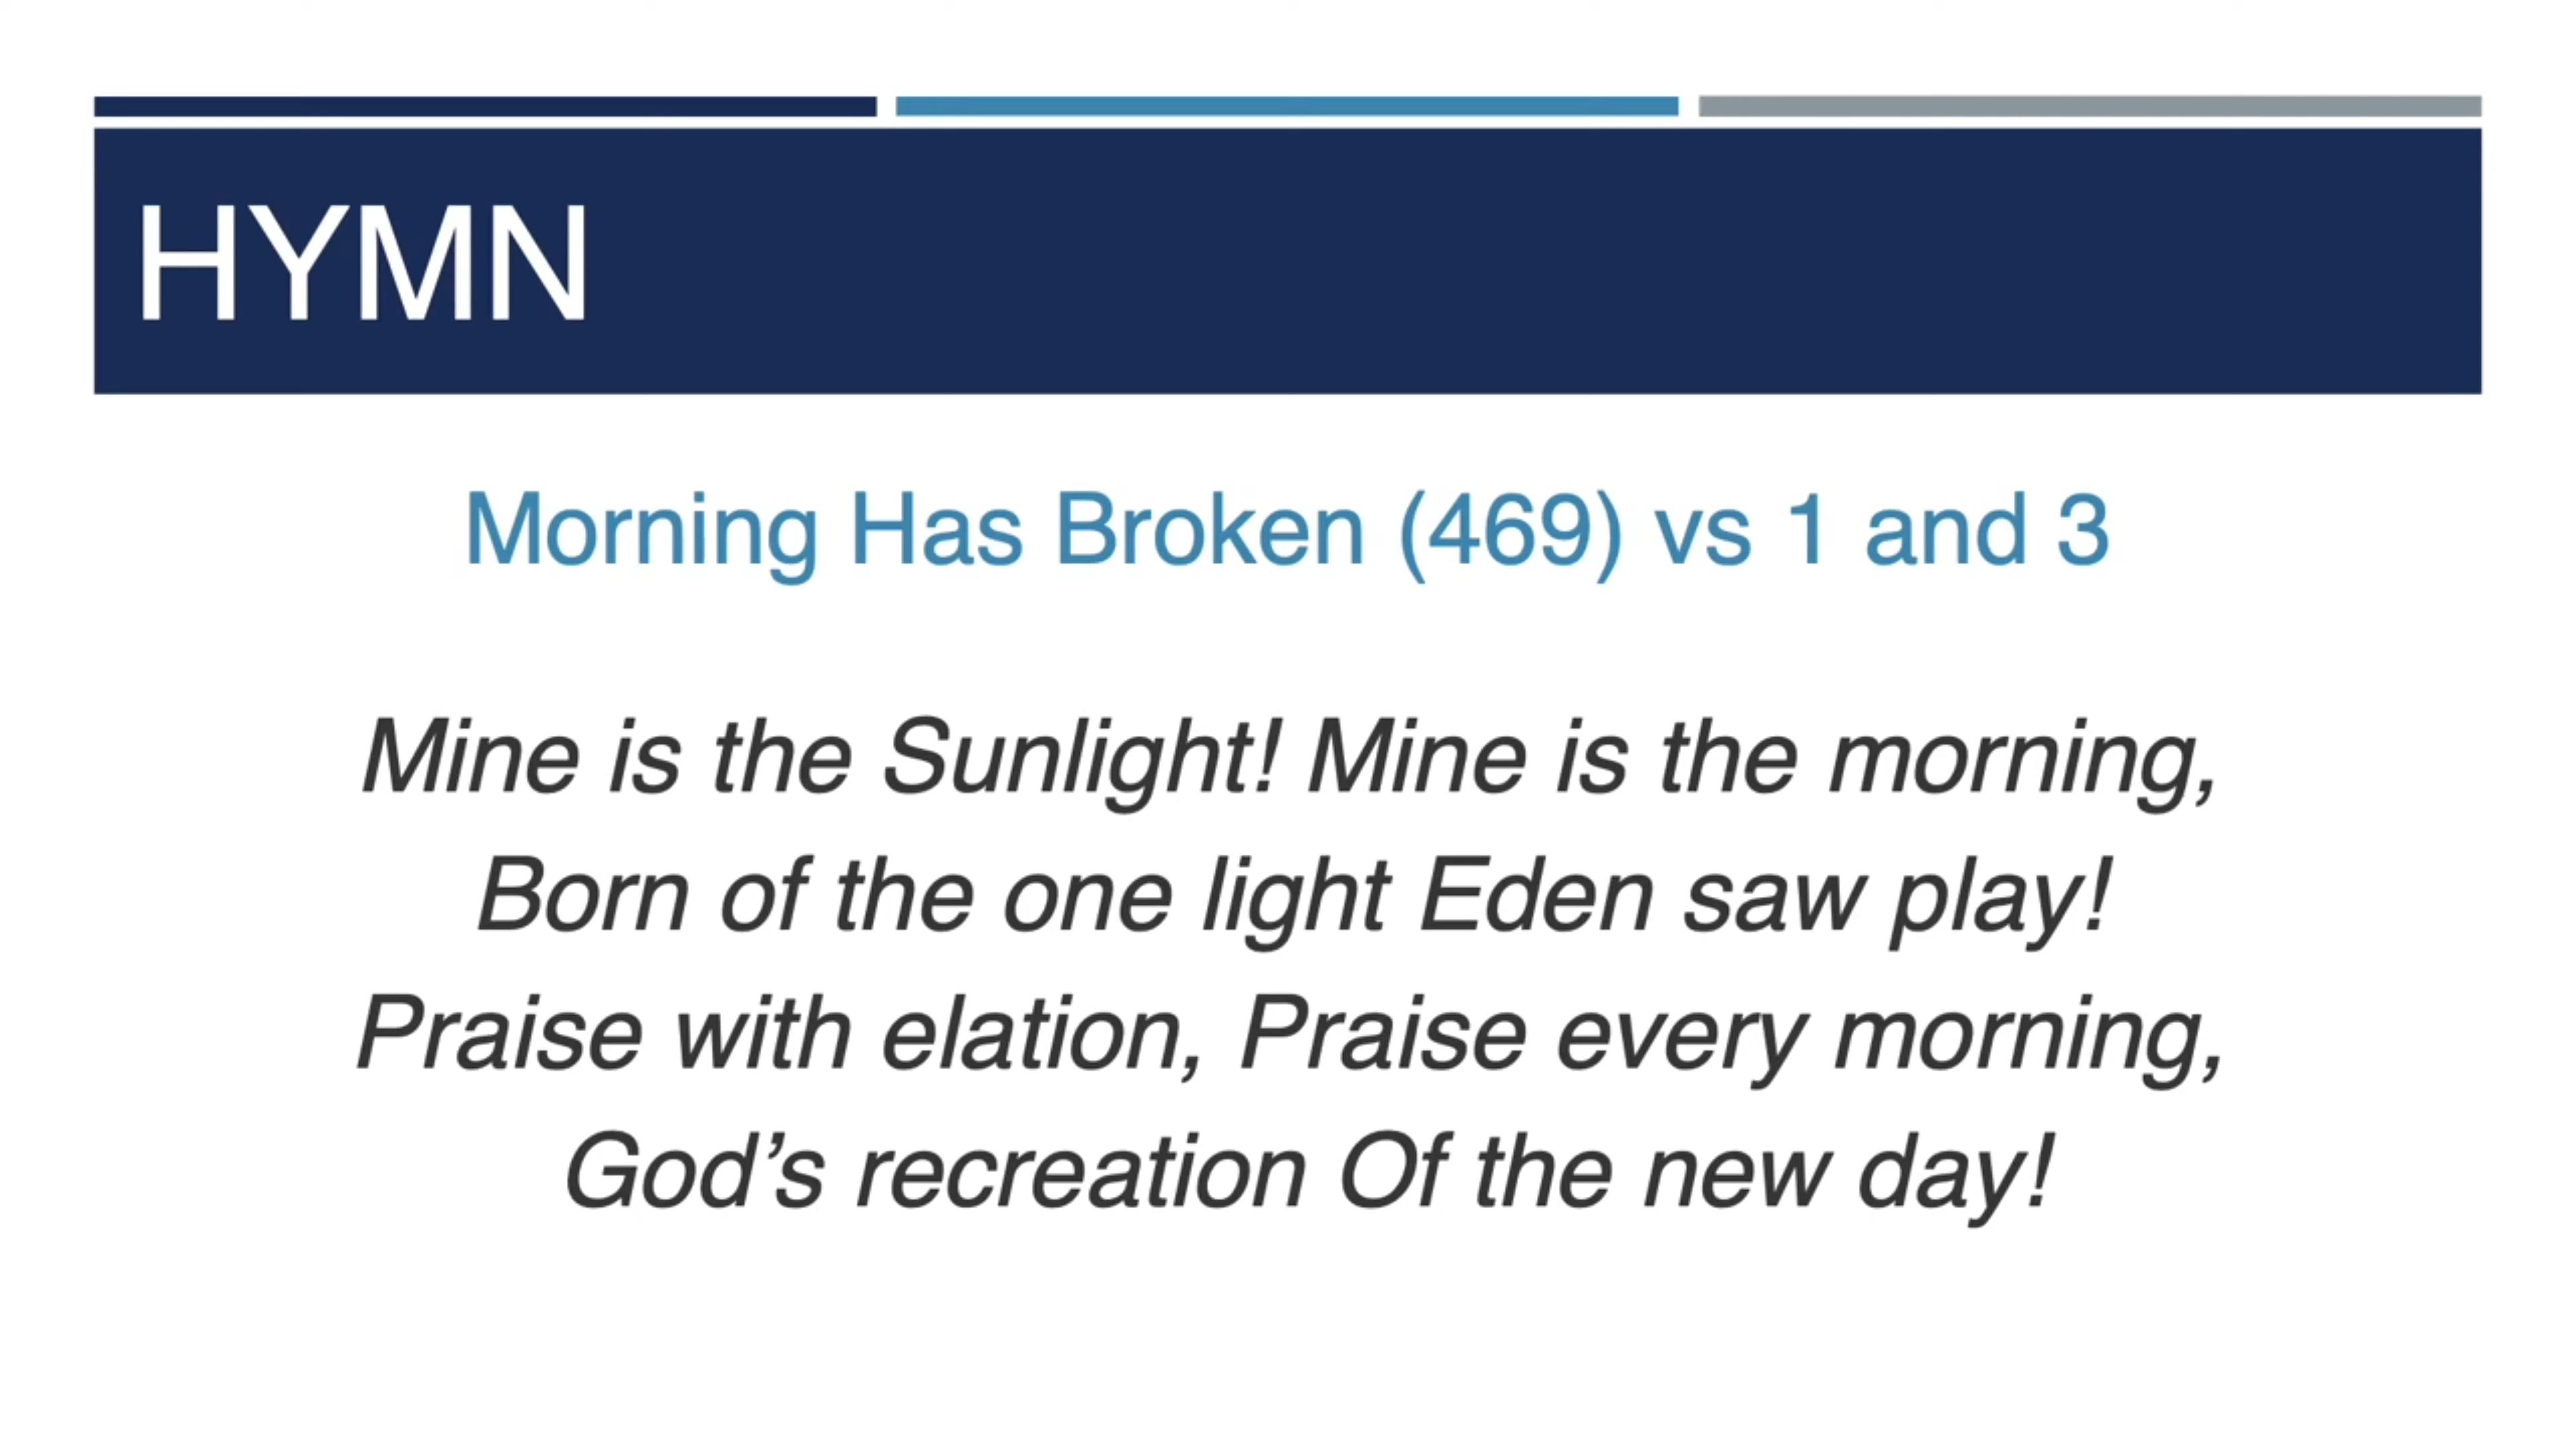 HYMN
Morning Has Broken (469) vs 1 and 3
Mine is the Sunlight! Mine is the morning,
Born of the one light Eden saw play!
Praise with elation, Praise every morning,
God’s recreation Of the new day!